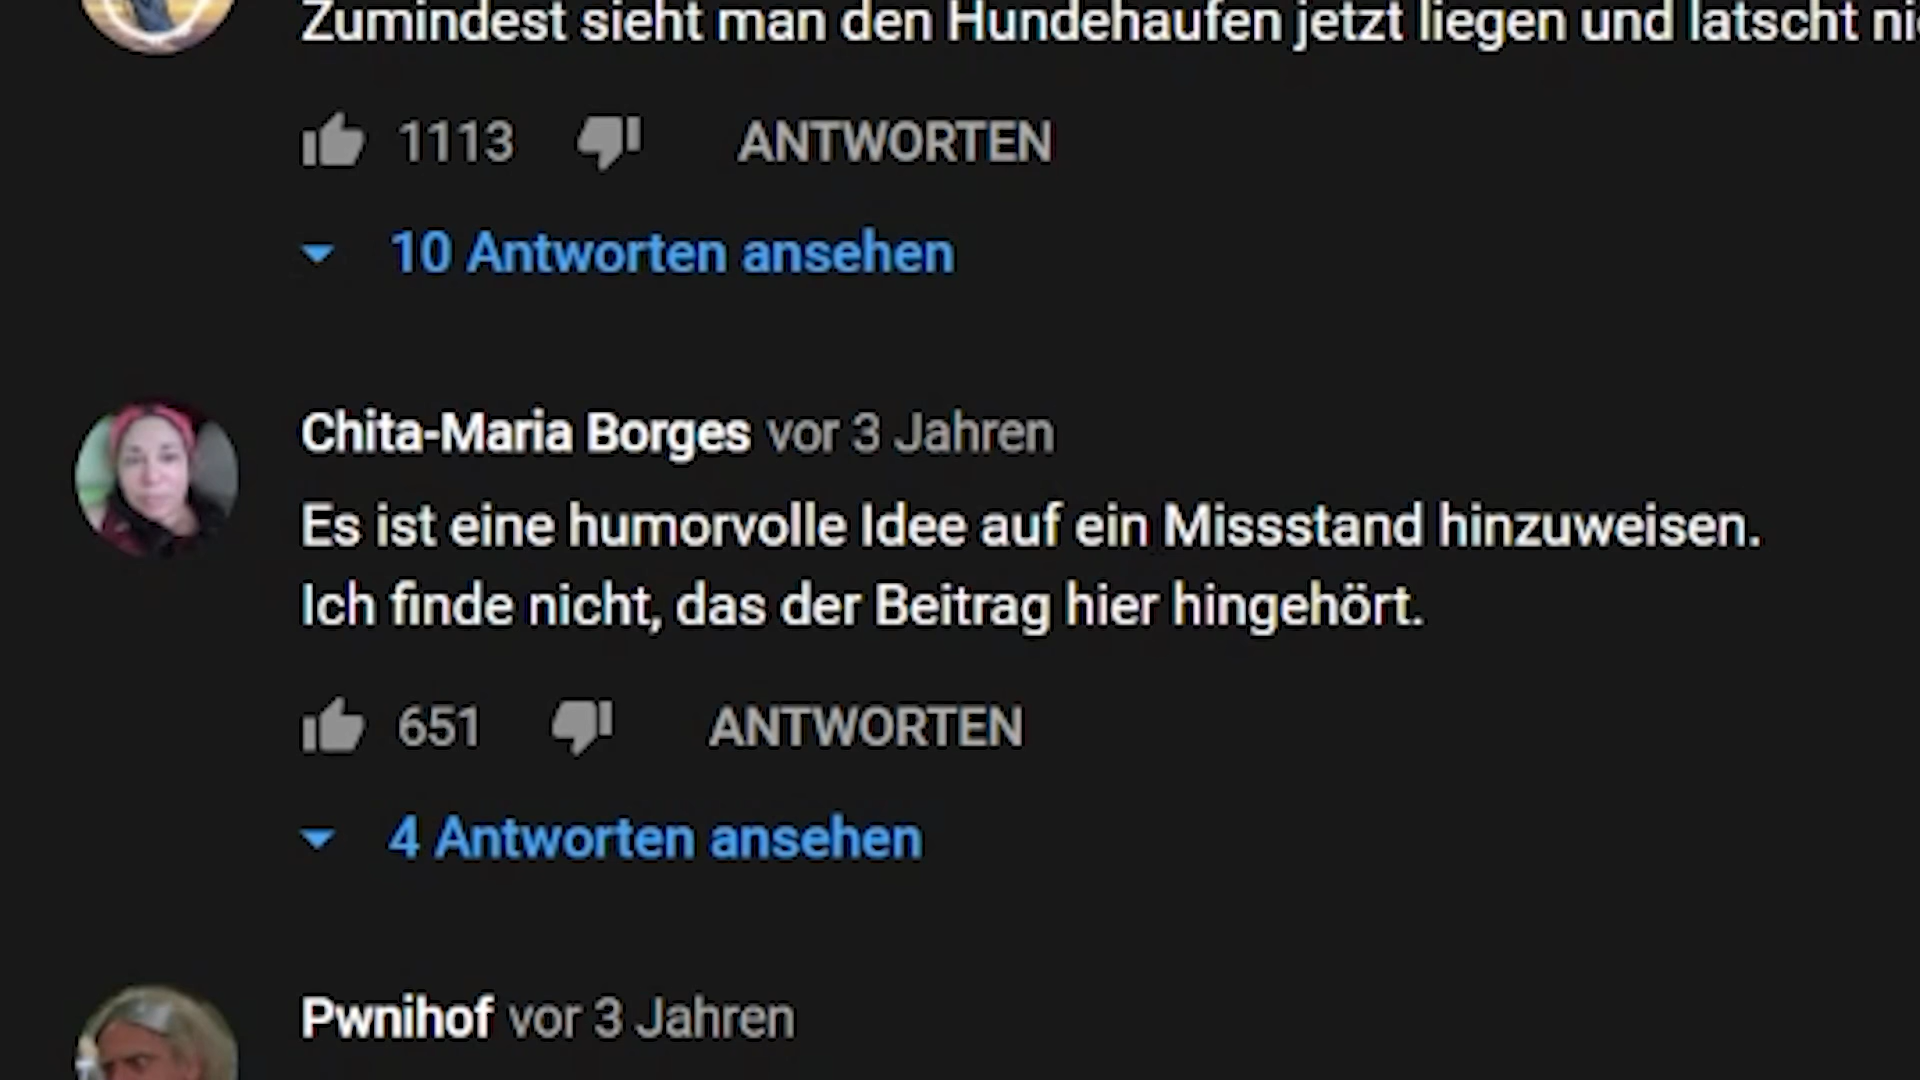 Zumindest sieht man den Hundehaufen jetzt liegen und latscht
1113 ANTWORTEN
10 Antworten ansehen
Chita-Maria Borges vor 3 Jahren
Es ist eine humorvolle Idee auf ein Missstand hinzuweisen.
Ich finde nicht, das der Beitrag hier hingehört.
651 ANTWORTEN
4 Antworten ansehen
Pwnihof vor 3 Jahren